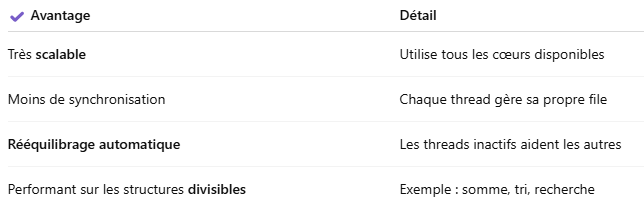 Avantage Détail
Très scalable Utilise tous les cœurs disponibles
Moins de synchronisation Chaque thread gère sa propre file
Rééquilibrage automatique Les threads inactifs aident les autres
Performant sur les structures divisibles Exemple : somme, tri, recherche